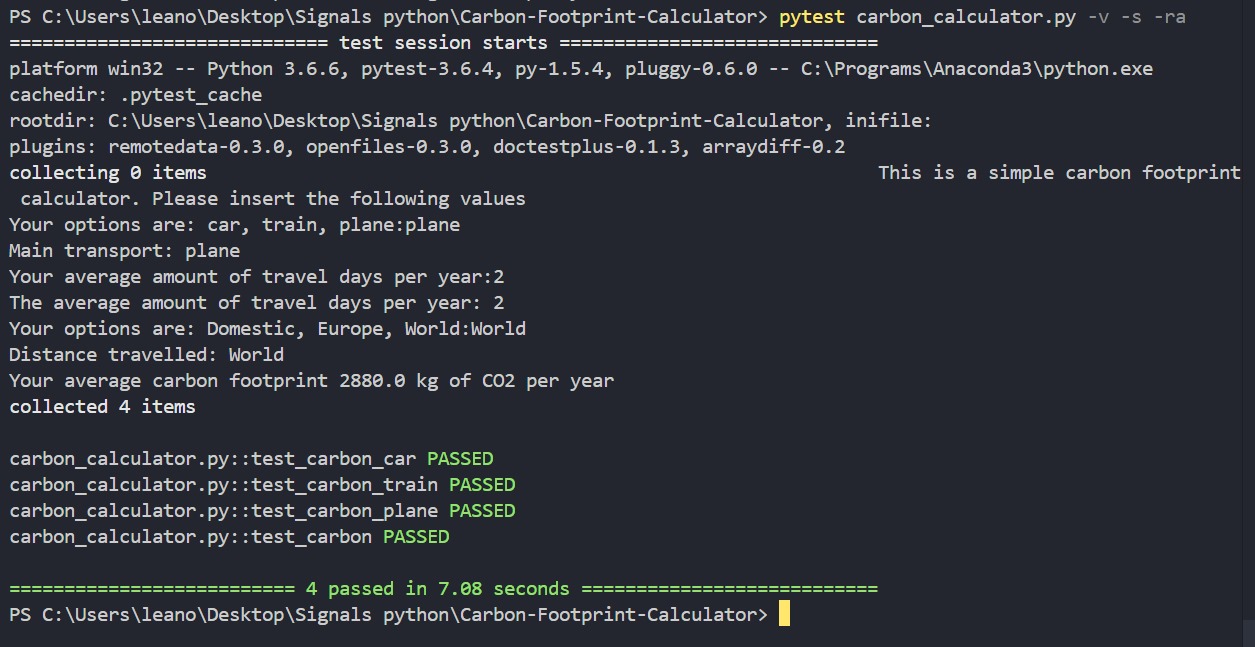 PS C:\Users\leano\Desktop\Signals python\Carbon-Footprint-Calculator> pytest carbon_calculator.py -v -s -ra
============================= test session starts =============================
platform win32 -- Python 3.6.6, pytest-3.6.4, py-1.5.4, pluggy-0.6.0 -- C:\Programs\Anaconda3\python.exe
cachedir: .pytest_cache
rootdir: C:\Users\leano\Desktop\Signals python\Carbon-Footprint-Calculator, inifile:
plugins: remotedata-0.3.0, openfiles-0.3.0, doctestplus-0.1.3, arraydiff-0.2
collecting 0 items                                                             This is a simple carbon footprint
 calculator. Please insert the following values
Your options are: car, train, plane:plane
Main transport: plane
Your average amount of travel days per year:2
The average amount of travel days per year: 2
Your options are: Domestic, Europe, World:World
Distance travelled: World
Your average carbon footprint 2880.0 kg of CO2 per year
collected 4 items

carbon_calculator.py::test_carbon_car PASSED
carbon_calculator.py::test_carbon_train PASSED
carbon_calculator.py::test_carbon_plane PASSED
carbon_calculator.py::test_carbon PASSED

========================== 4 passed in 7.08 seconds ===========================
PS C:\Users\leano\Desktop\Signals python\Carbon-Footprint-Calculator>